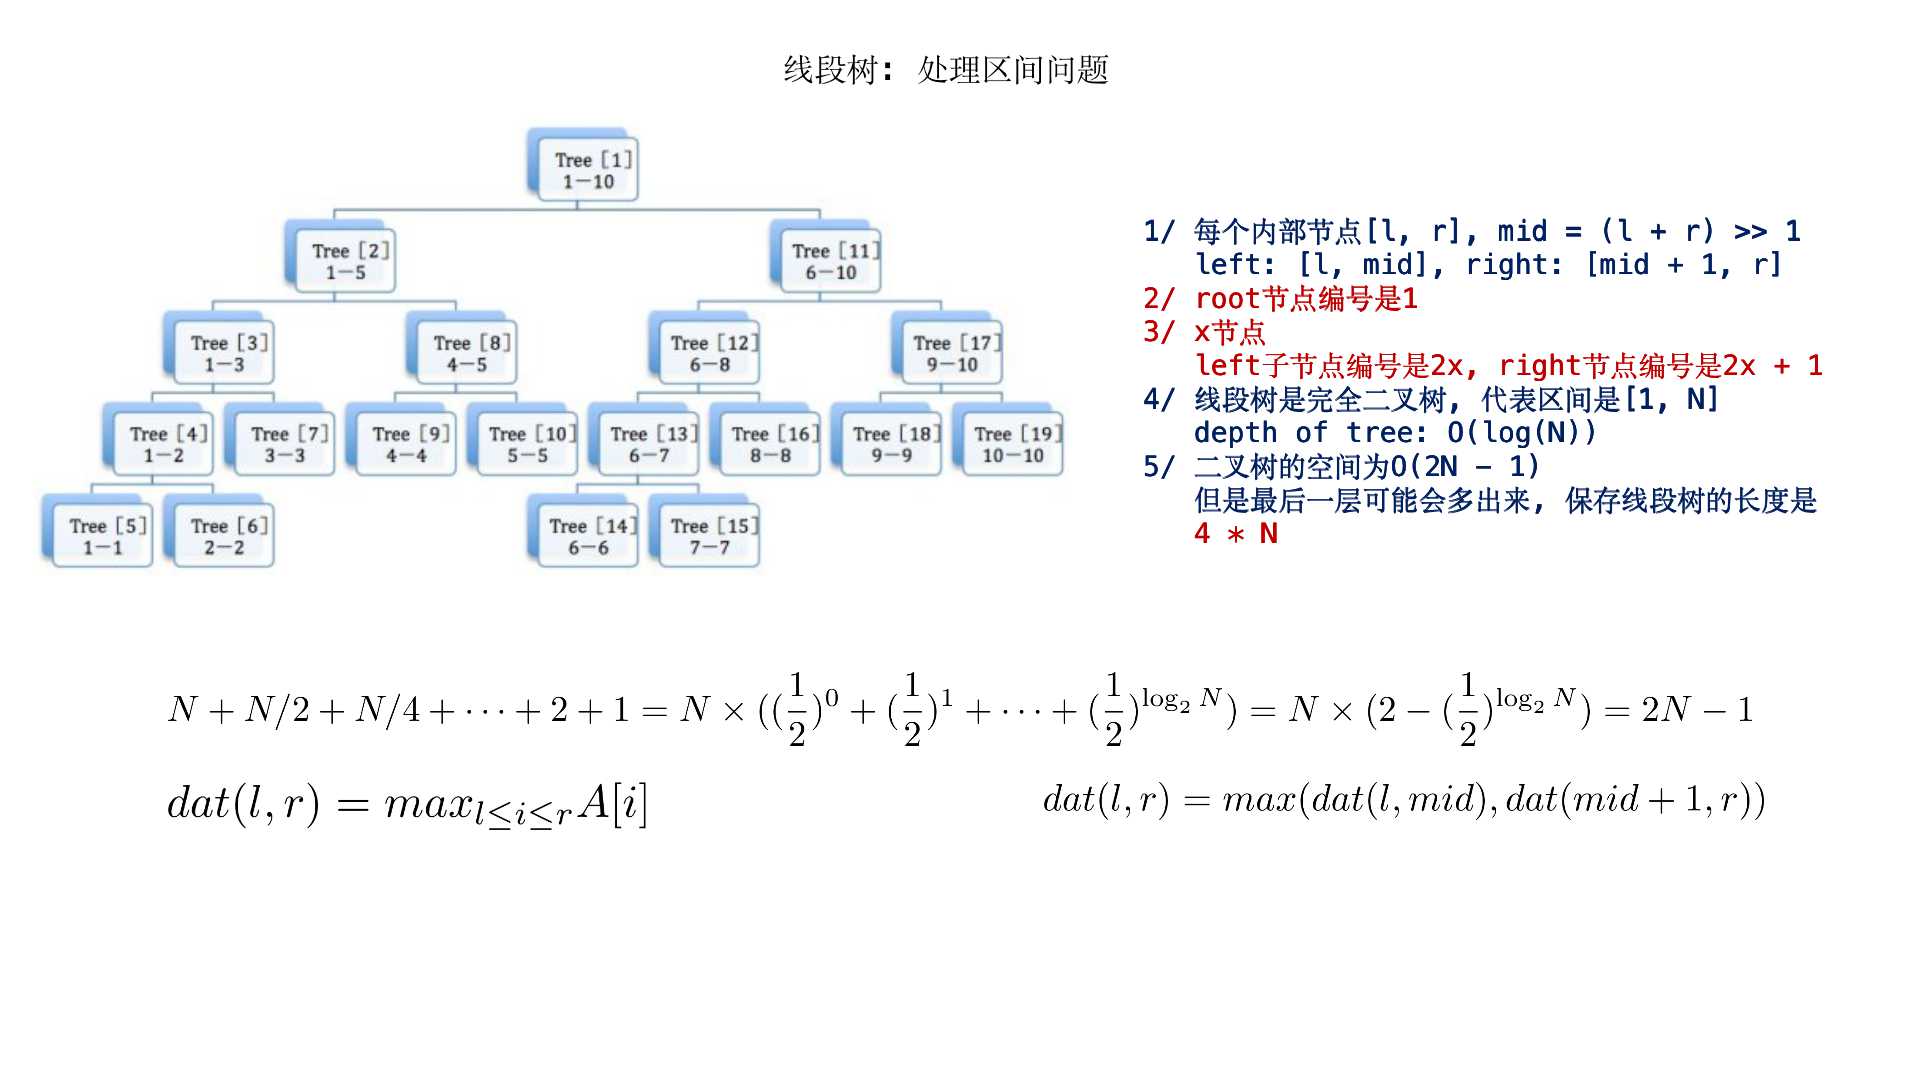 线段树: 处理区间问题
Tree [1]
1—10
Tree [2]
1—5
Tree [11]
6—10
Tree [3]
1—3
Tree [8]
4—5
Tree [12]
6—8
Tree [17]
9—10
Tree [4]
1—2
Tree [7]
3—3
Tree [9]
4—4
Tree [10]
5—5
Tree [13]
6—7
Tree [16]
8—8
Tree [18]
9—9
Tree [19]
10—10
Tree [5]
1—1
Tree [6]
2—2
Tree [14]
6—6
Tree [15]
7—7
1/ 每个内部节点[l, r], mid = (l + r) >> 1
left: [l, mid], right: [mid + 1, r]
2/ root节点编号是1
3/ x节点
left子节点编号是2x, right节点编号是2x + 1
4/ 线段树是完全二叉树, 代表区间是[1, N]
depth of tree: O(log(N))
5/ 二叉树的空间为O(2N - 1)
但是最后一层可能会多出来, 保存线段树的长度是
4 * N
N + N/2 + N/4 + ⋯ + 2 + 1 = N × ((1/2)^0 + (1/2)^1 + ⋯ + (1/2)^{log_2 N}) = N × (2 − (1/2)^{log_2 N}) = 2N − 1
dat(l, r) = max_{l≤i≤r} A[i]
dat(l, r) = max(dat(l, mid), dat(mid + 1, r))